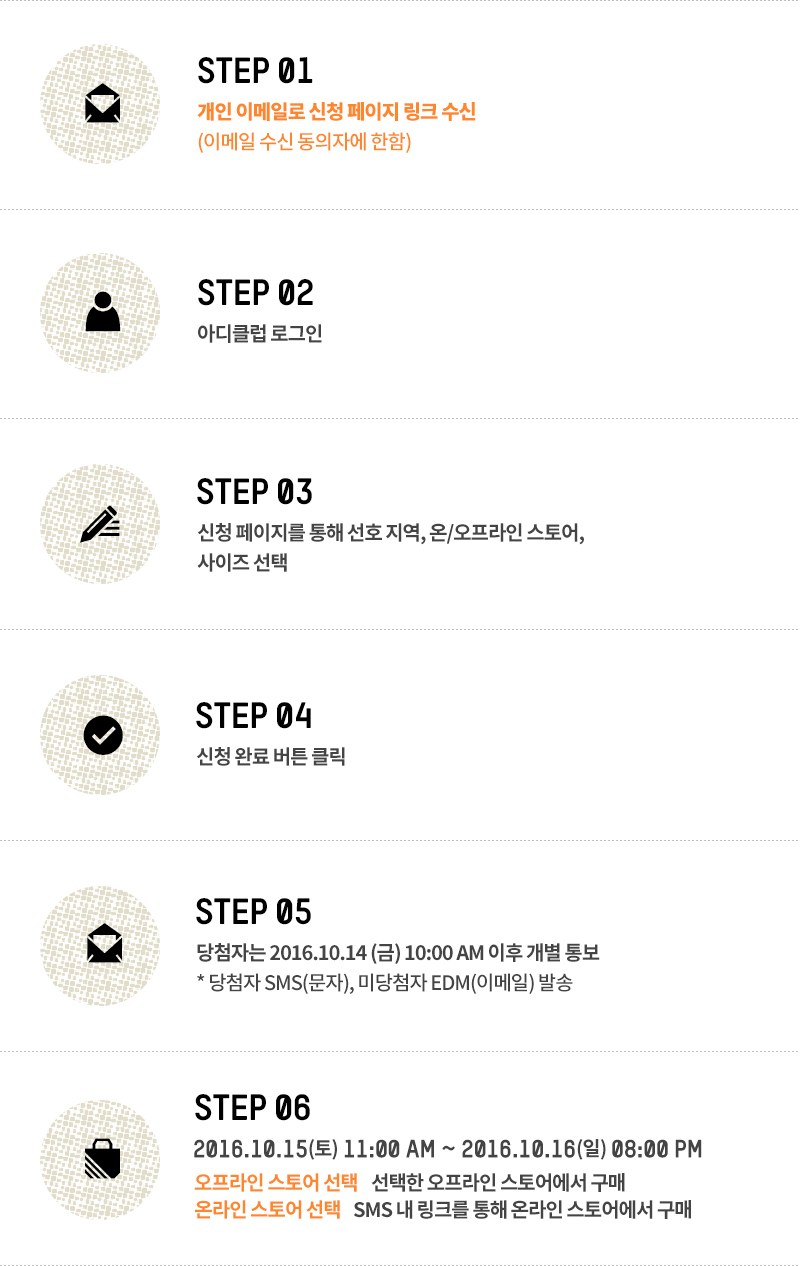 STEP 01
개인 이메일로 신청 페이지 링크 수신
(이메일 수신 동의자에 한함)
STEP 02
아디클럽 로그인
STEP 03
신청 페이지를 통해 선호 지역, 온/오프라인 스토어,
사이즈 선택
STEP 04
신청 완료 버튼 클릭
STEP 05
당첨자는 2016.10.14 (금) 10:00 AM 이후 개별 통보
* 당첨자 SMS(문자), 미당첨자 EDM(이메일) 발송
STEP 06
2016.10.15(토) 11:00 AM ~ 2016.10.16(일) 08:00 PM
오프라인 스토어 선택 선택한 오프라인 스토어에서 구매
온라인 스토어 선택 SMS 내 링크를 통해 온라인 스토어에서 구매